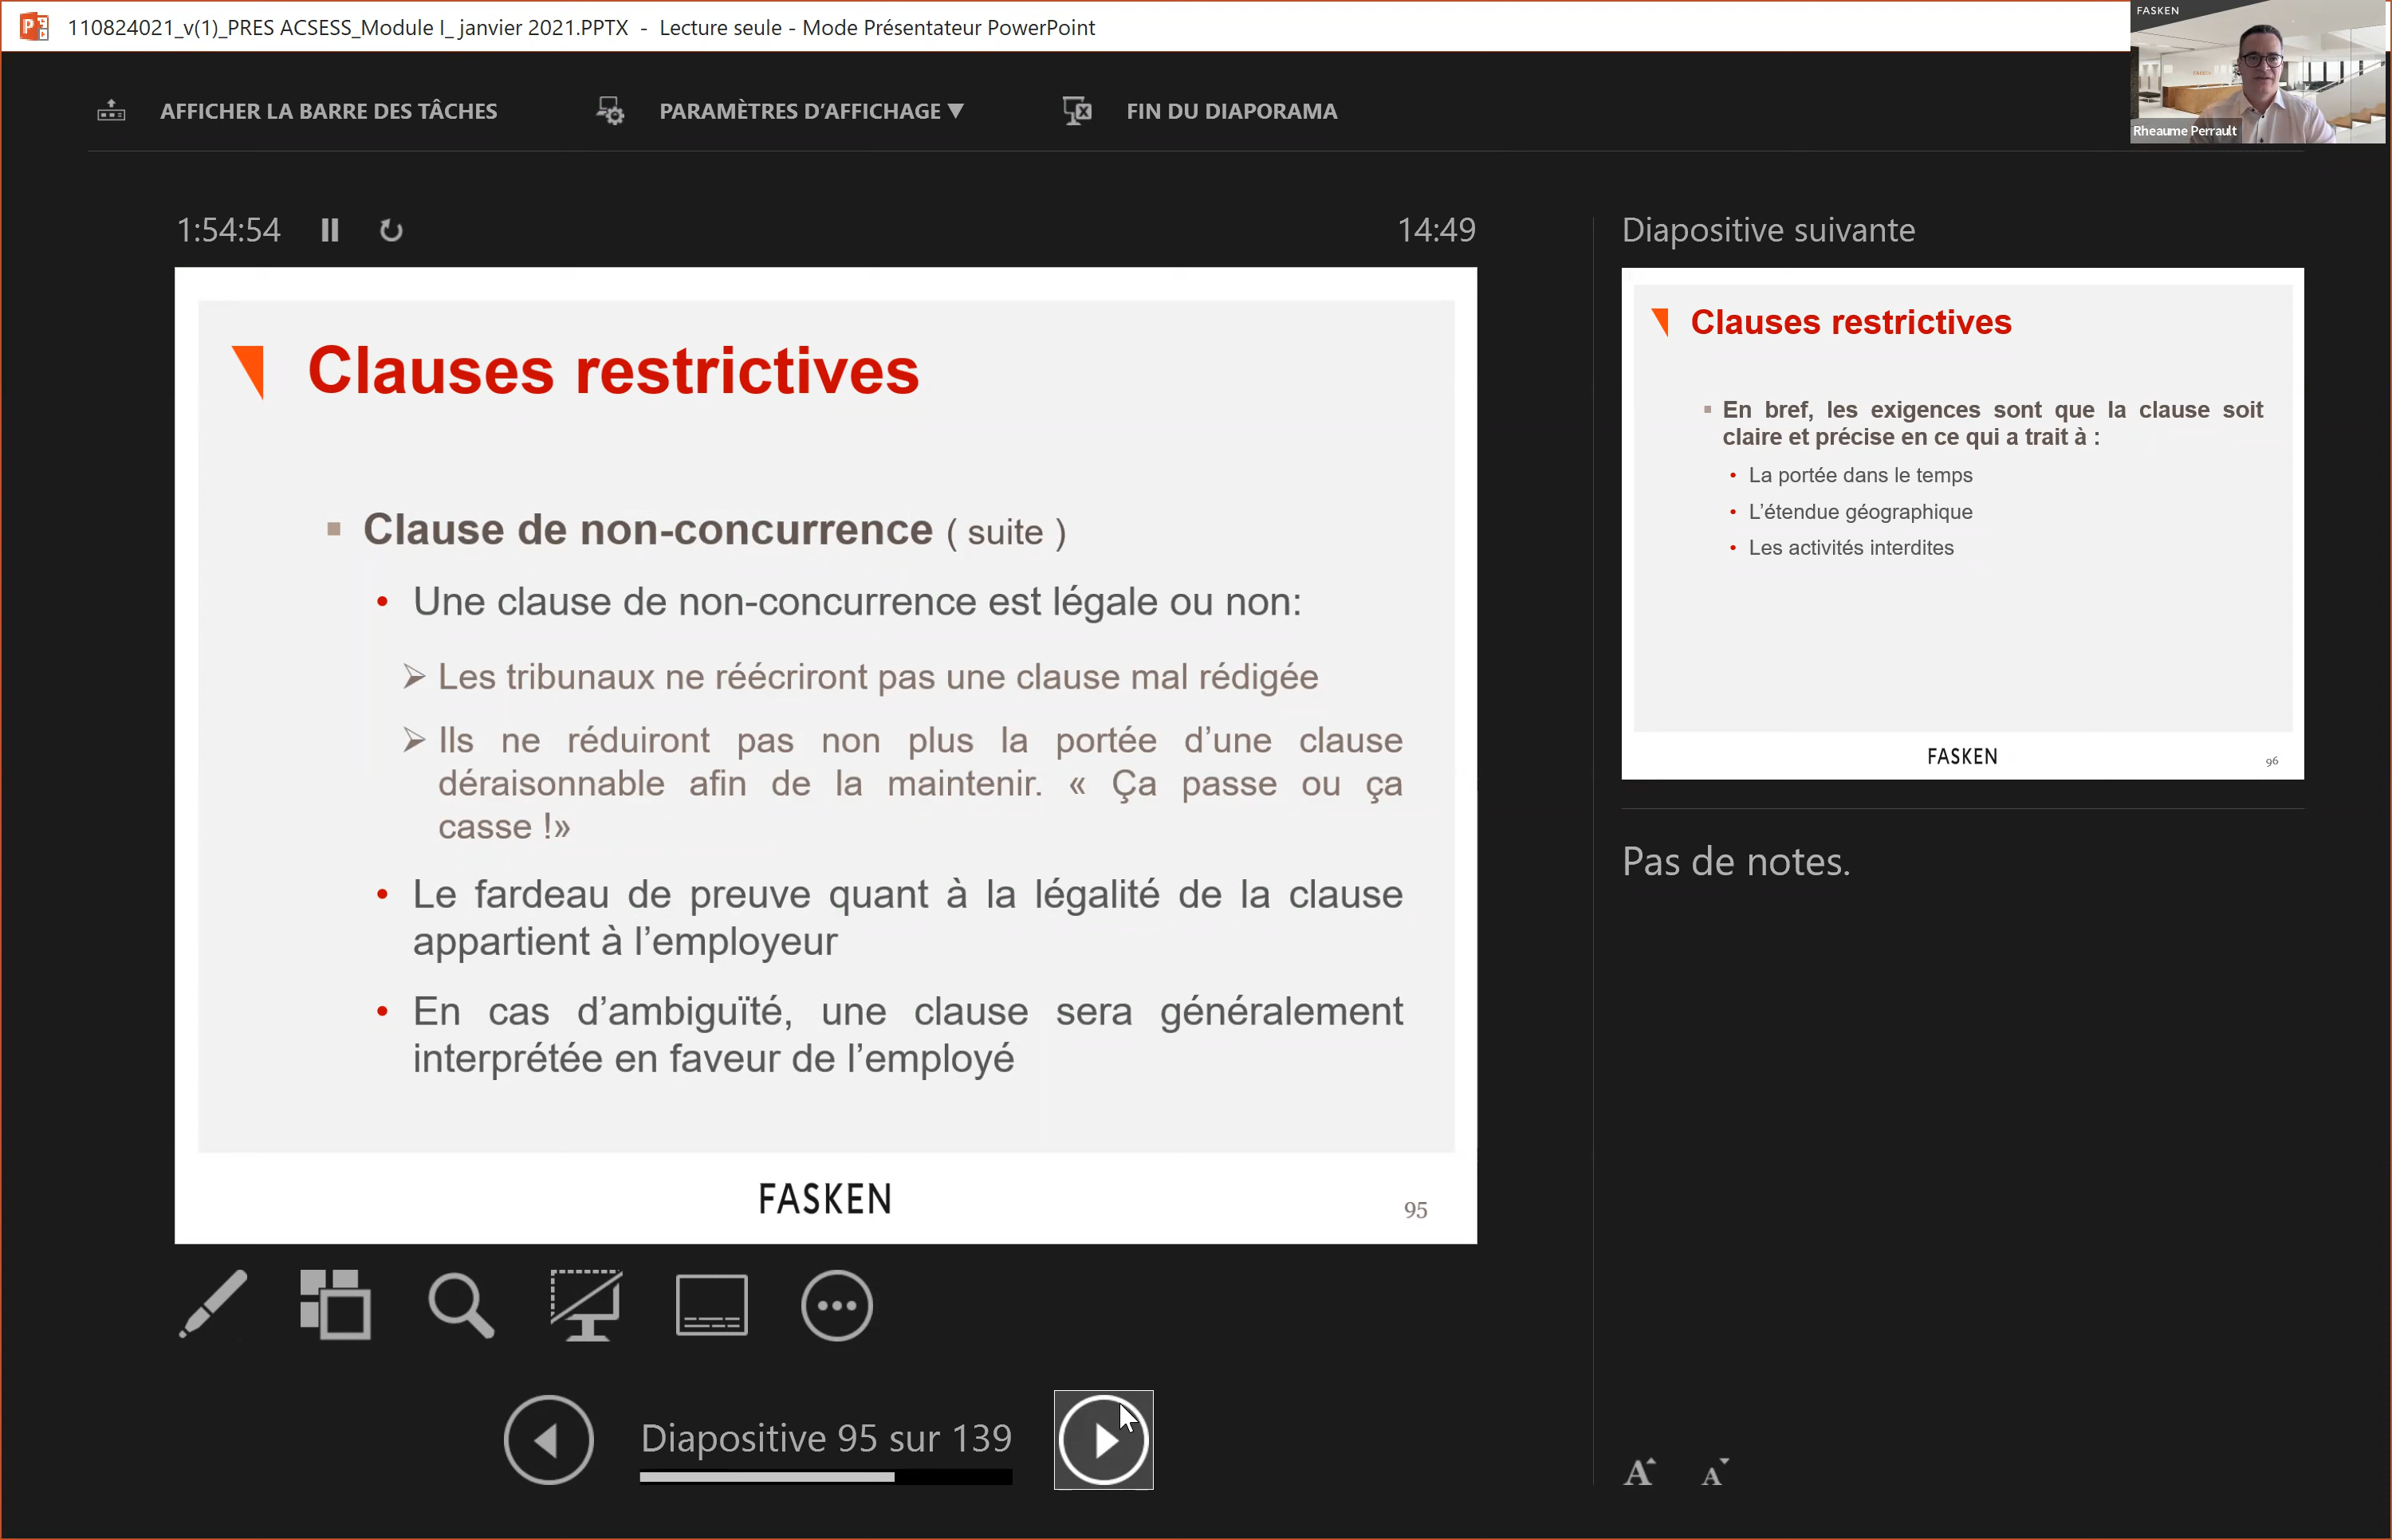 110824021_v(1)_PRES ACSESS_Module I_ janvier 2021.PPTX - Lecture seule - Mode Présentateur PowerPoint
FASKEN
Rheaume Perrault
AFFICHER LA BARRE DES TÂCHES
PARAMÈTRES D'AFFICHAGE
FIN DU DIAPORAMA
1:54:54
14:49
Clauses restrictives
Clause de non-concurrence ( suite )
Une clause de non-concurrence est légale ou non:
Les tribunaux ne réécriront pas une clause mal rédigée
Ils ne réduiront pas non plus la portée d’une clause
déraisonnable afin de la maintenir. « Ça passe ou ça
casse !»
Le fardeau de preuve quant à la légalité de la clause
appartient à l’employeur
En cas d’ambiguïté, une clause sera généralement
interprétée en faveur de l’employé
FASKEN
95
Diapositive 95 sur 139
Diapositive suivante
Clauses restrictives
En bref, les exigences sont que la clause soit
claire et précise en ce qui a trait à :
La portée dans le temps
L’étendue géographique
Les activités interdites
FASKEN
96
Pas de notes.
A
A